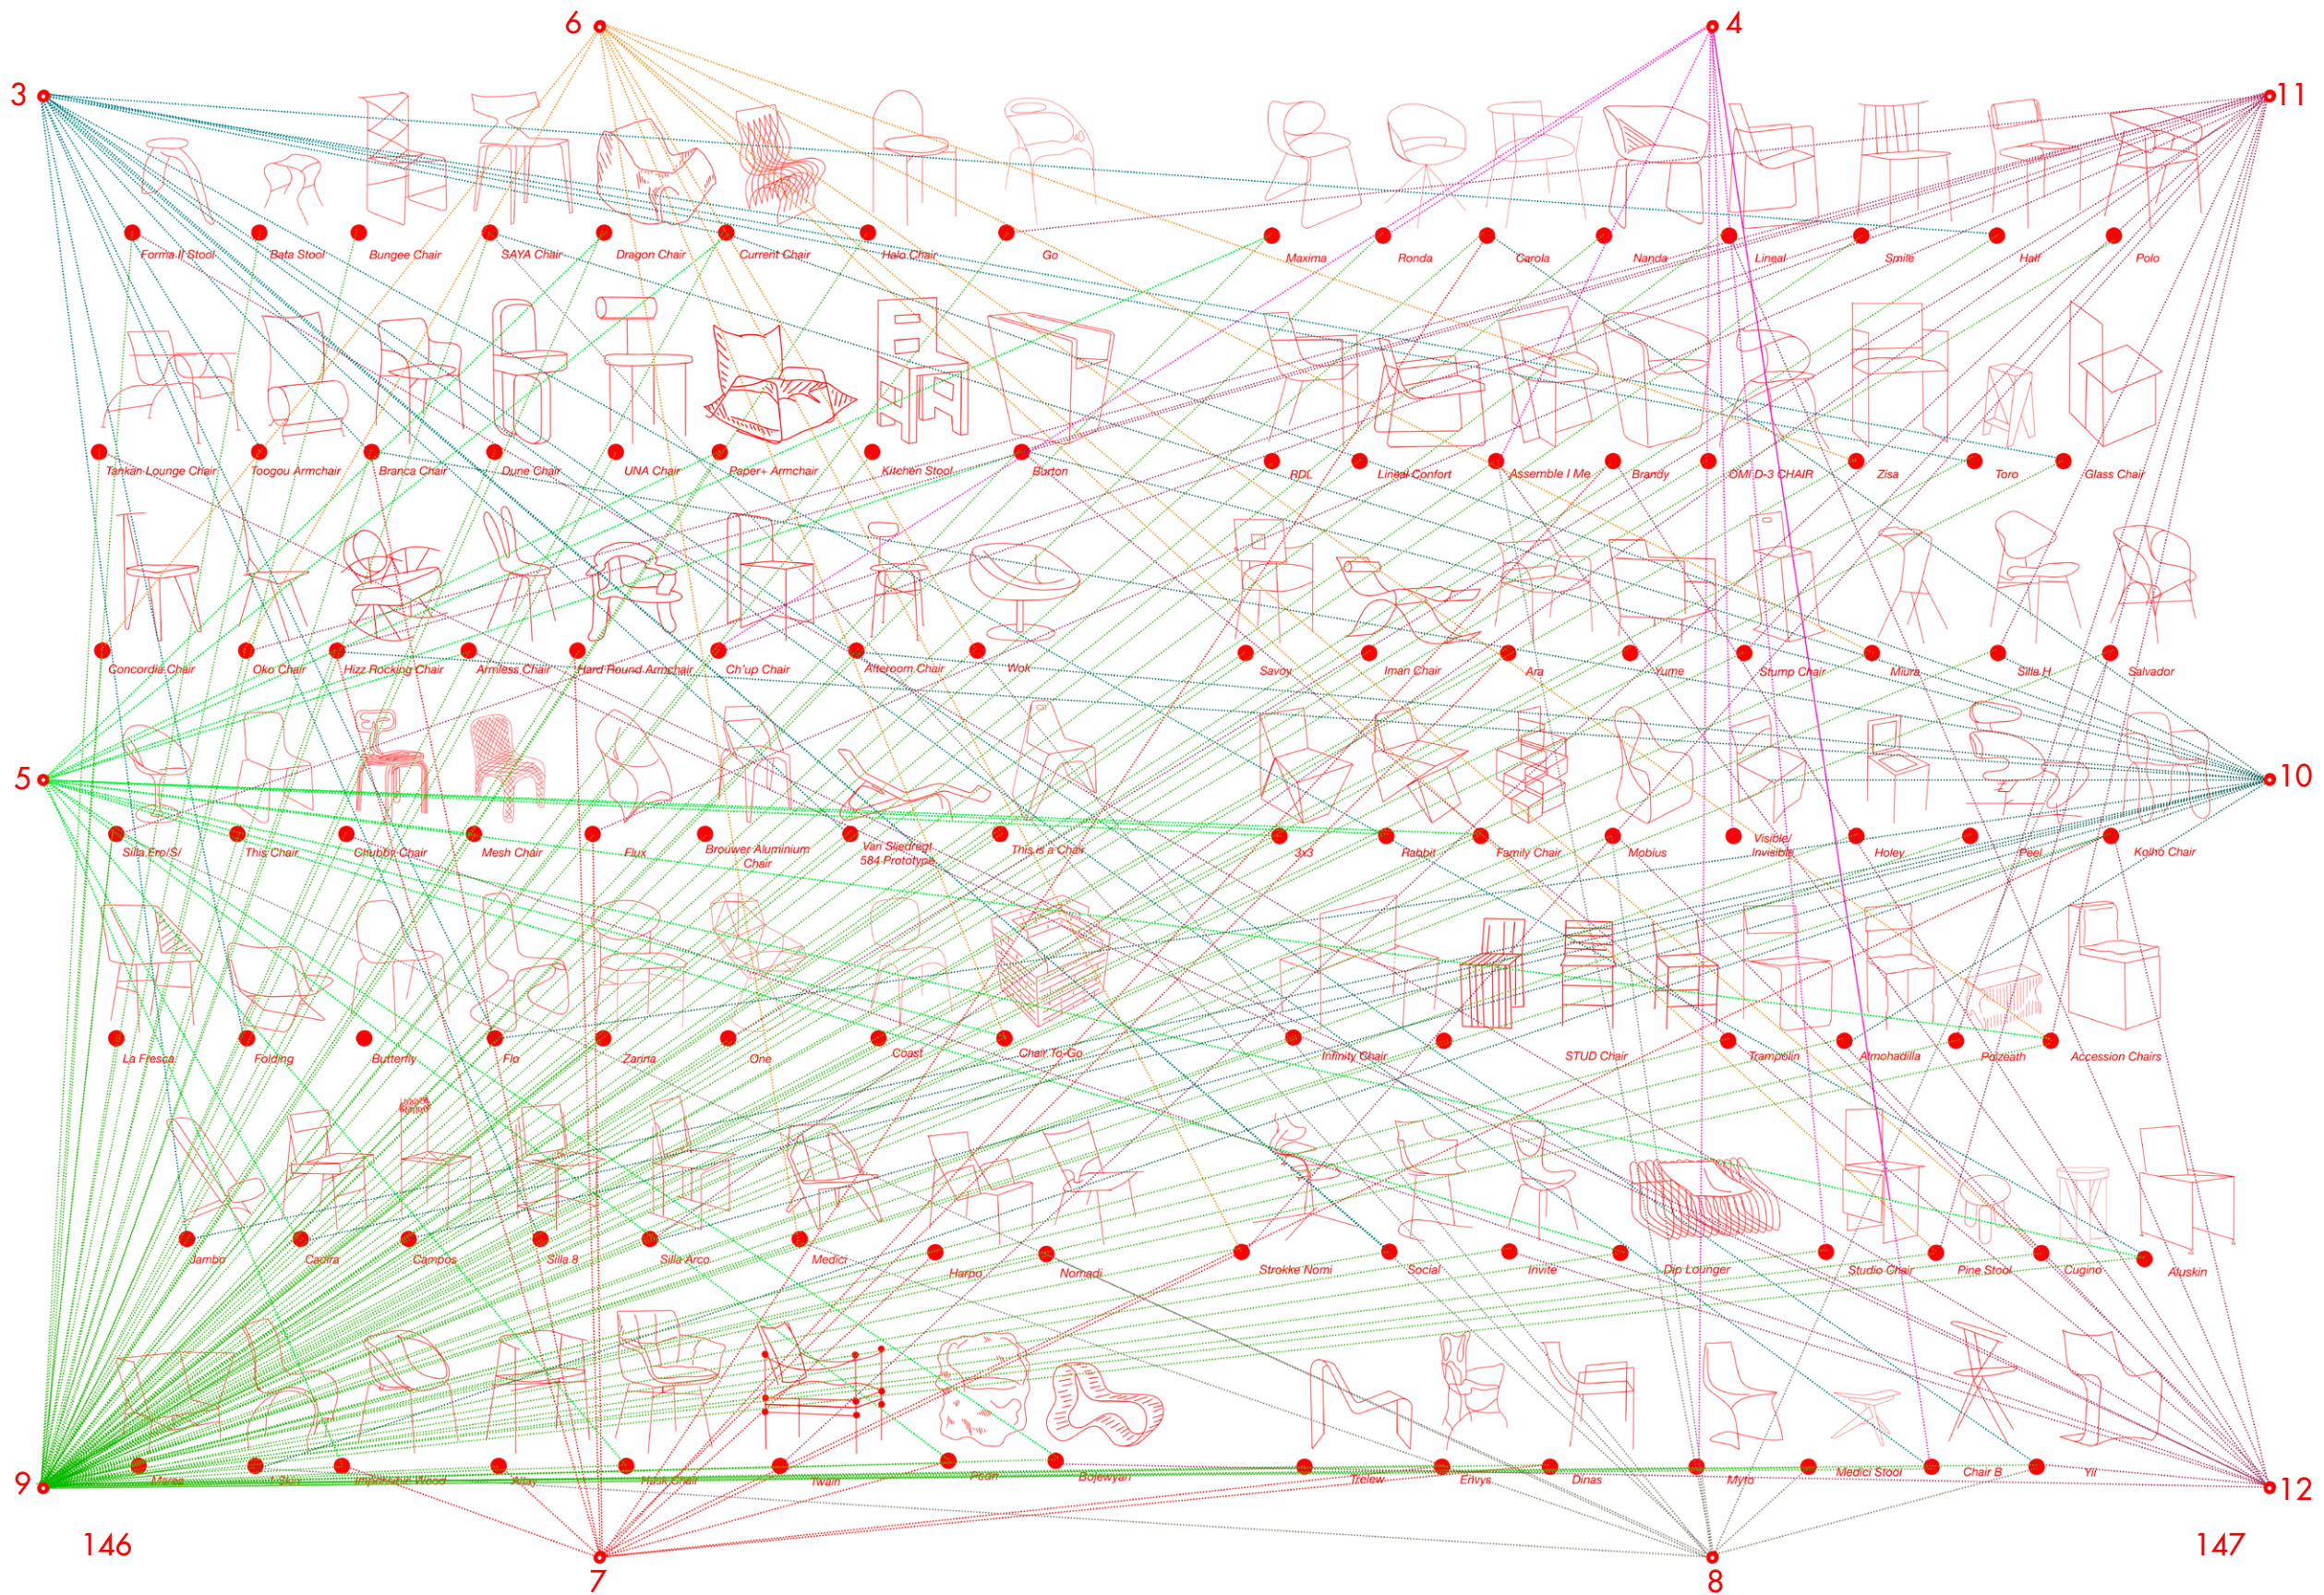 6
4
3
11
Forma II Stool
Bata Stool
Bungee Chair
SAYA Chair
Dragon Chair
Current Chair
Halo Chair
Go
Maxima
Ronda
Carola
Nanda
Lineal
Smile
Half
Polo
Tankan Lounge Chair
Toogou Armchair
Branca Chair
Dune Chair
UNA Chair
Paper+ Armchair
Kitchen Stool
Burton
RDL
Lineal Confort
Assemble I Me
Brandy
OMI D-3 CHAIR
Zisa
Toro
Glass Chair
Concordia Chair
Oko Chair
Hizz Rocking Chair
Armless Chair
Hard Round Armchair
Ch'up Chair
Afteroom Chair
Wok
Savoy
Iman Chair
Ara
Yume
Stump Chair
Miura
Silla H
Salvador
5
10
Silla Ero/S/
This Chair
Chubby Chair
Mesh Chair
Flux
Brouwer Aluminium
Chair
Van Sliedregt
584 Prototype
This is a Chair
3x3
Rabbit
Family Chair
Mobius
Visible/
Invisible
Holey
Peel
Kolho Chair
La Fresca
Folding
Butterfly
Flo
Zarina
One
Coast
Chair To-Go
Infinity Chair
STUD Chair
Trampolin
Almohadilla
Polzeath
Accession Chairs
Jambo
Cadira
Campos
Silla 8
Silla Arco
Medici
Harpo
Nomadi
Strokke Nomi
Social
Invite
Dip Lounger
Studio Chair
Pine Stool
Cugino
Aluskin
9
12
Twain
Bojewyan
Trelew
Envys
Dinas
Myto
Medici Stool
Chair B
Yll
146
147
7
8